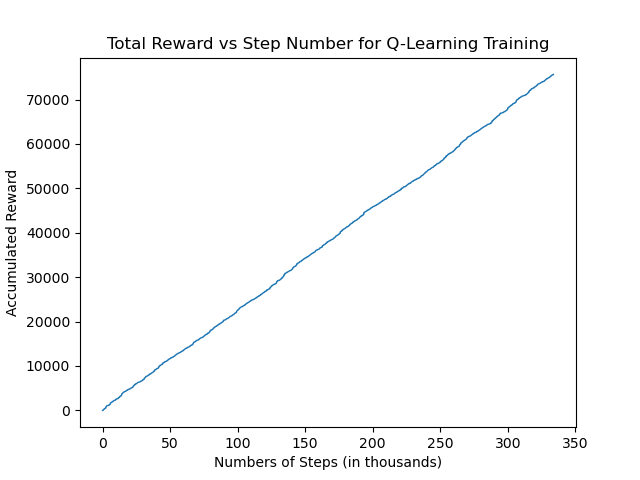 Total Reward vs Step Number for Q-Learning Training
70000
60000
50000
40000
30000
20000
10000
0
Accumulated Reward
0 50 100 150 200 250 300 350
Numbers of Steps (in thousands)